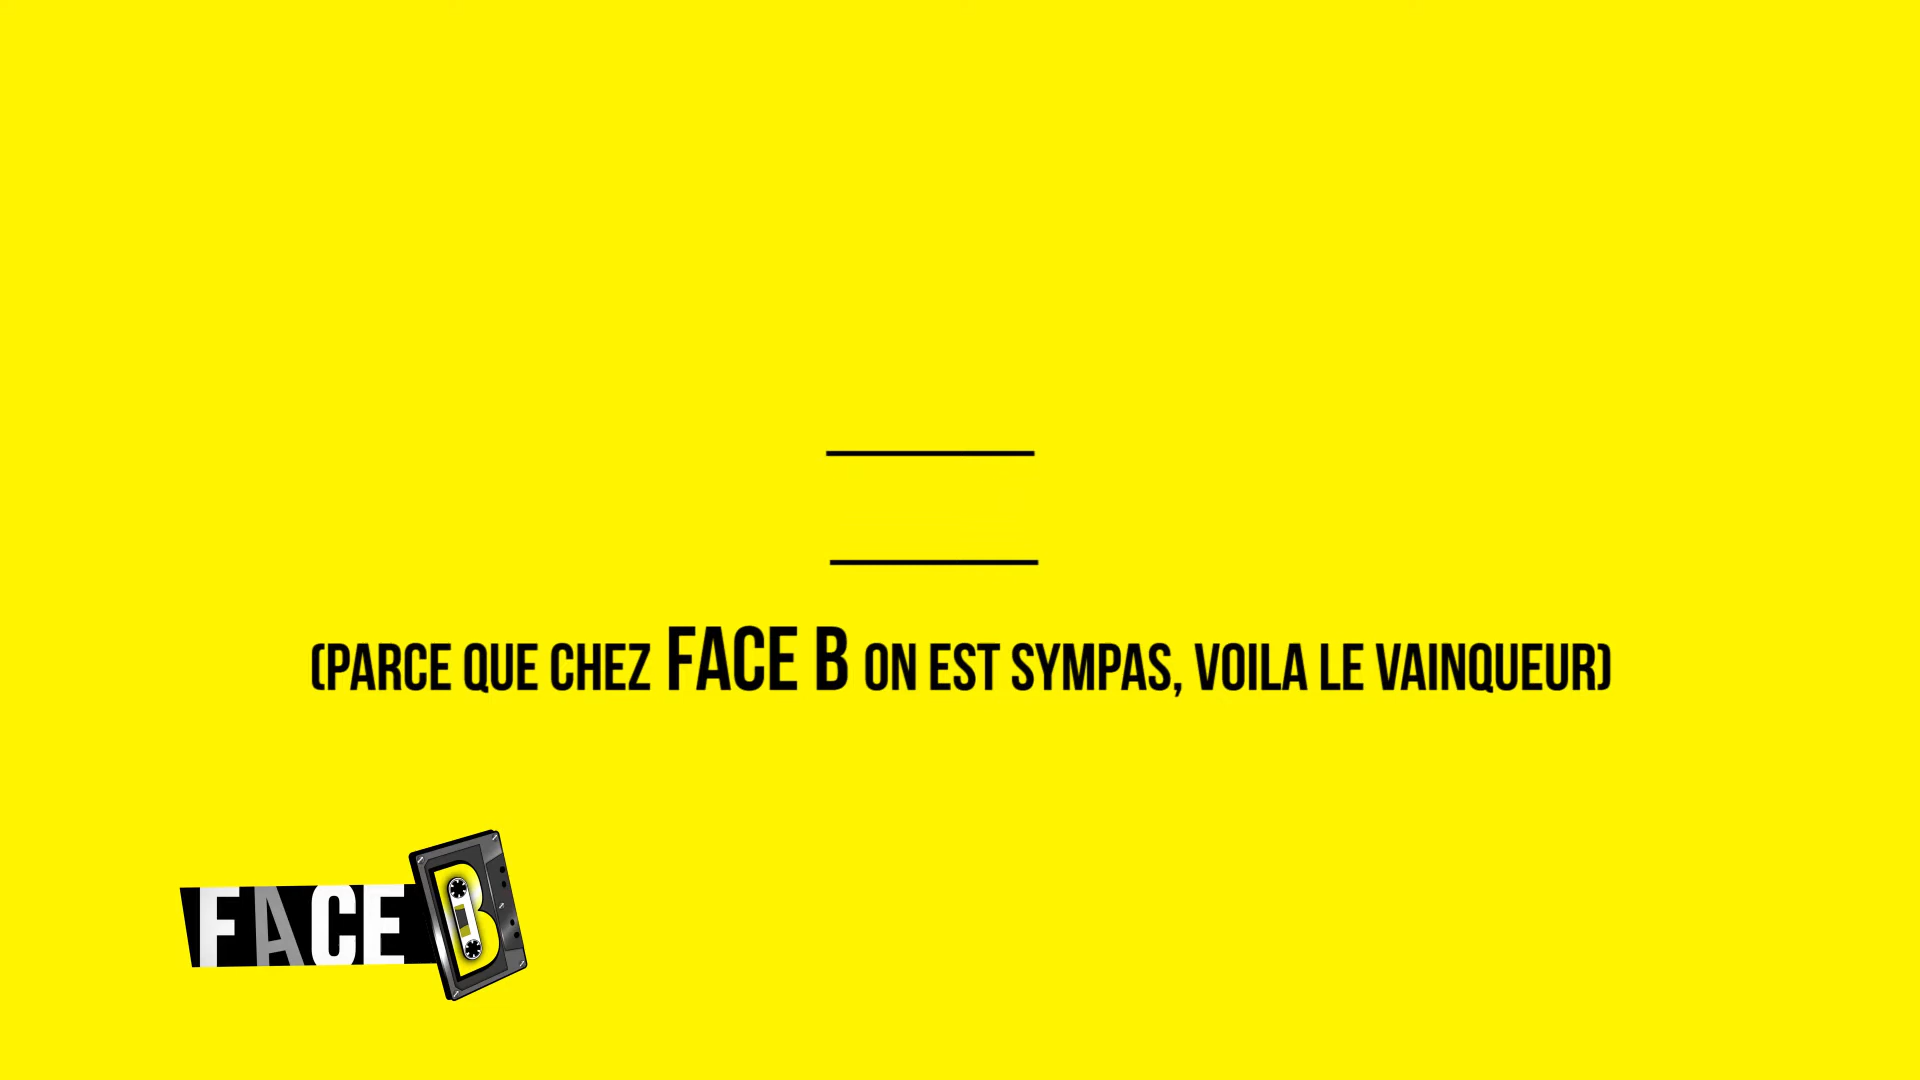 (PARCE QUE CHEZ FACE B ON EST SYMPAS, VOILA LE VAINQUEUR)
FACE B